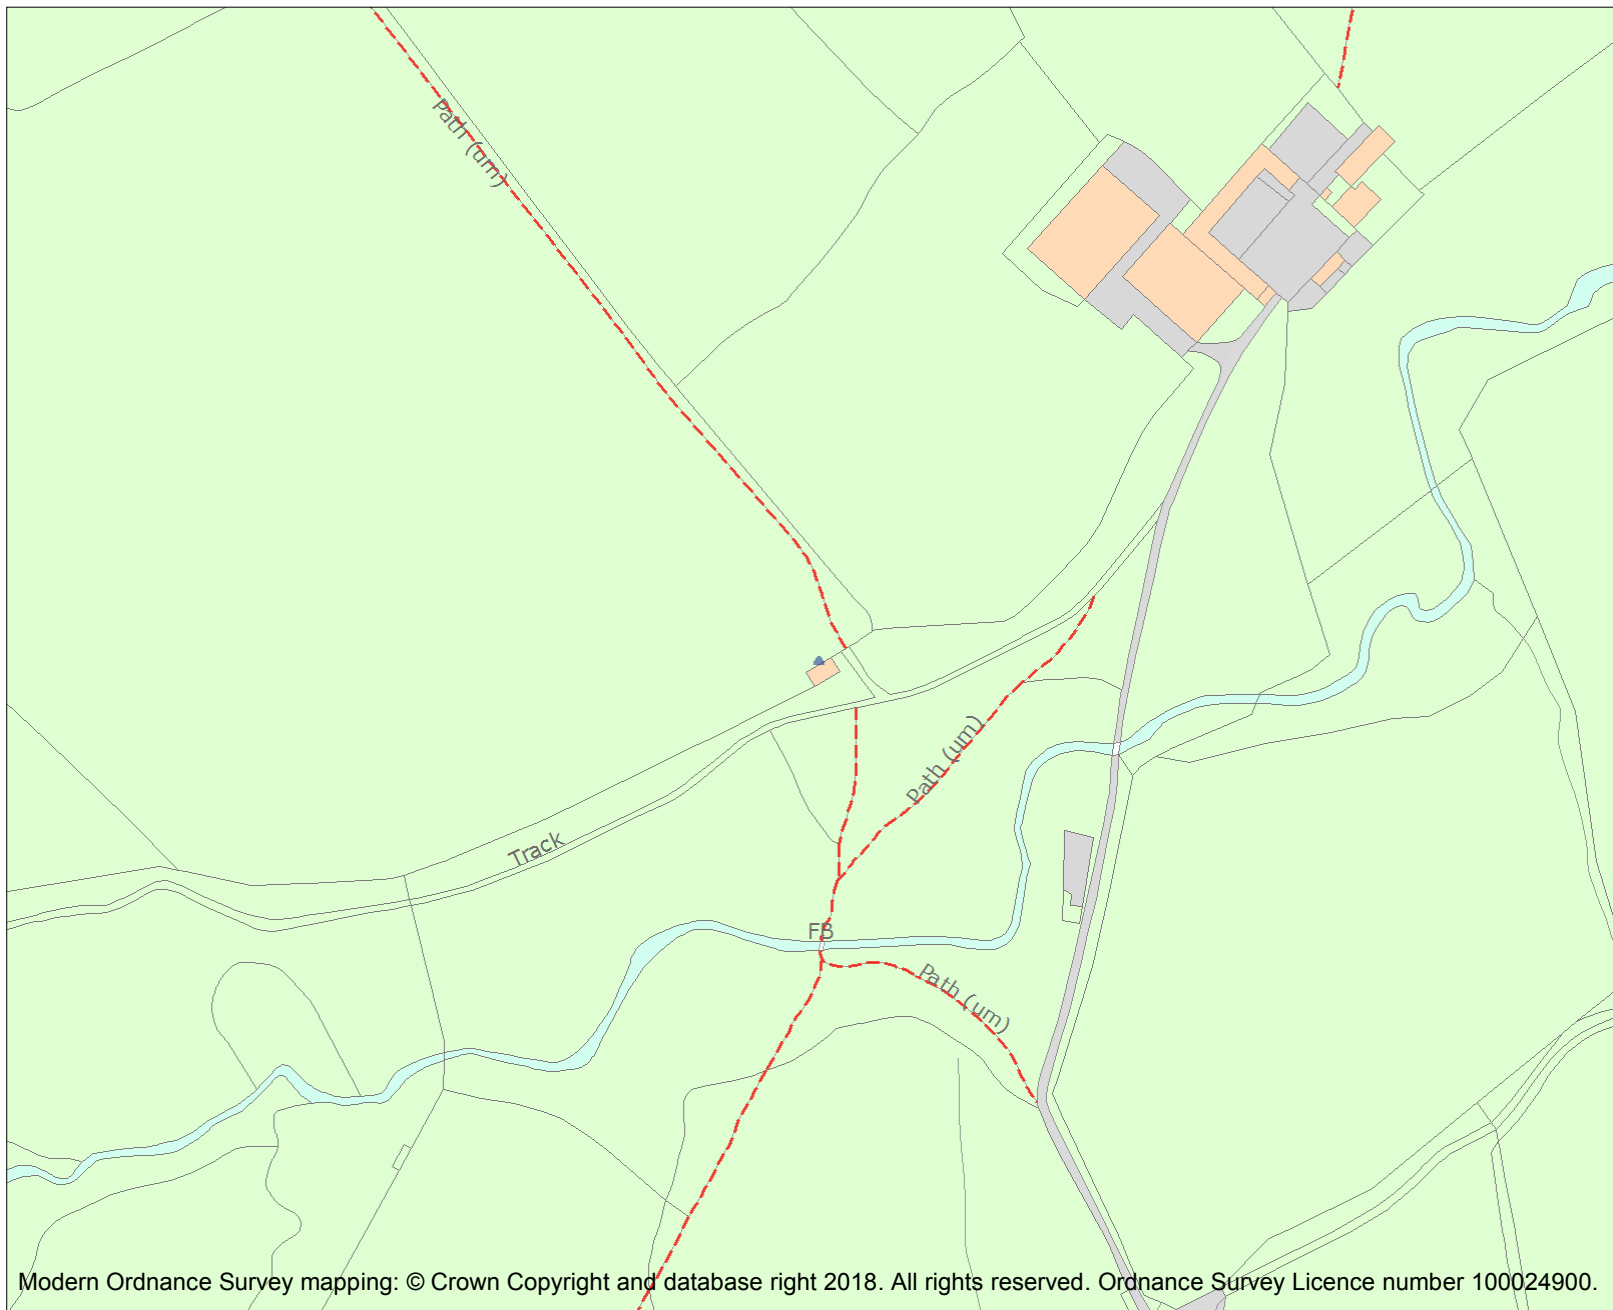 Path (um)
Path (um)
Track
FB
Path (um)
Modern Ordnance Survey mapping: © Crown Copyright and database right 2018. All rights reserved. Ordnance Survey Licence number 100024900.